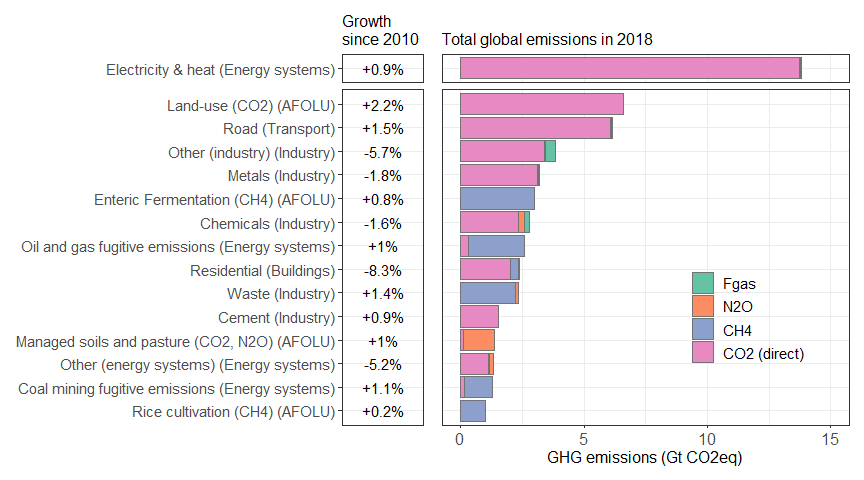 Growth
since 2010
Total global emissions in 2018
Electricity & heat (Energy systems) +0.9%
Land-use (CO2) (AFOLU) +2.2%
Road (Transport) +1.5%
Other (industry) (Industry) -5.7%
Metals (Industry) -1.8%
Enteric Fermentation (CH4) (AFOLU) +0.8%
Chemicals (Industry) -1.6%
Oil and gas fugitive emissions (Energy systems) +1%
Residential (Buildings) -8.3%
Waste (Industry) +1.4%
Cement (Industry) +0.9%
Managed soils and pasture (CO2, N2O) (AFOLU) +1%
Other (energy systems) (Energy systems) -5.2%
Coal mining fugitive emissions (Energy systems) +1.1%
Rice cultivation (CH4) (AFOLU) +0.2%
Fgas
N2O
CH4
CO2 (direct)
0 5 10 15
GHG emissions (Gt CO2eq)